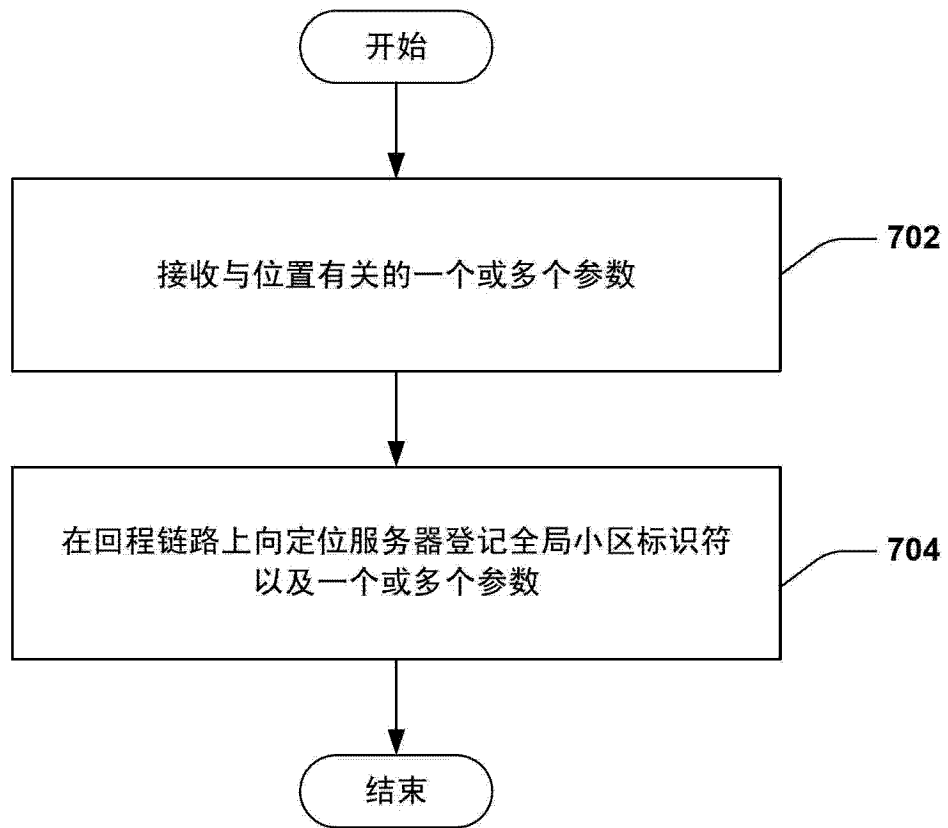 开始
接收与位置有关的一个或多个参数
702
在回程链路上向定位服务器登记全局小区标识符
以及一个或多个参数
704
结束